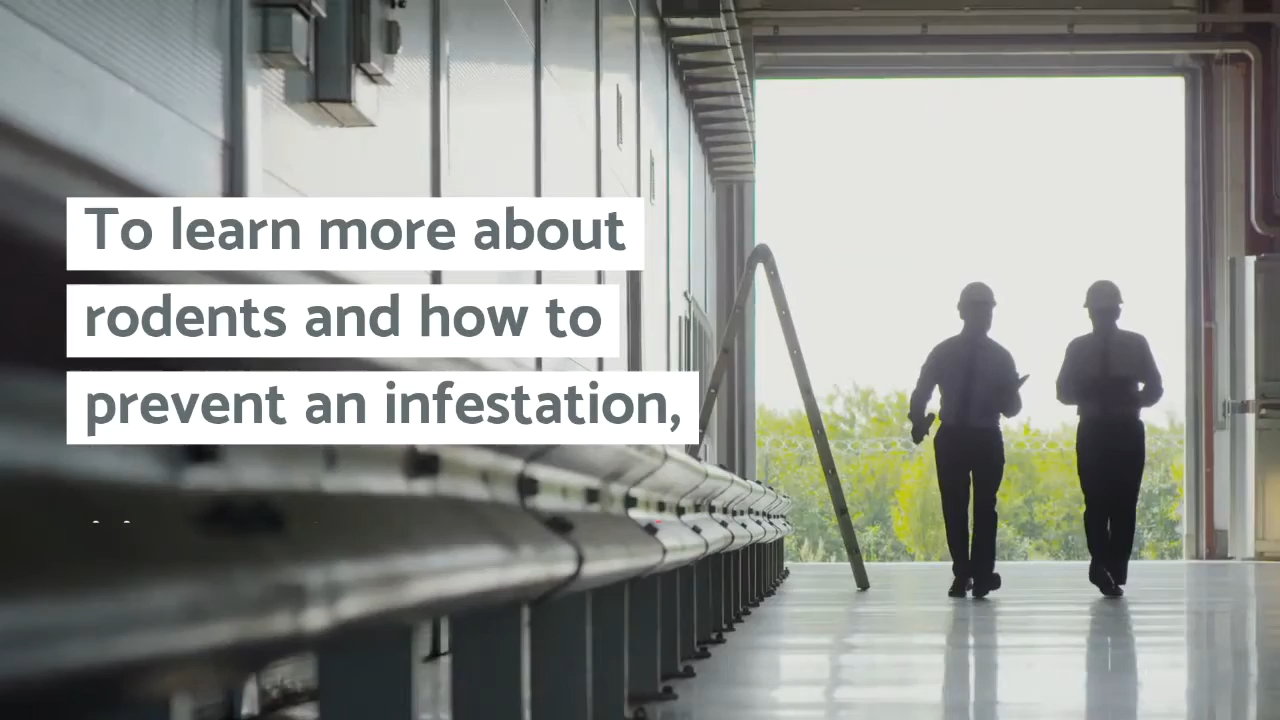 To learn more about
rodents and how to
prevent an infestation,